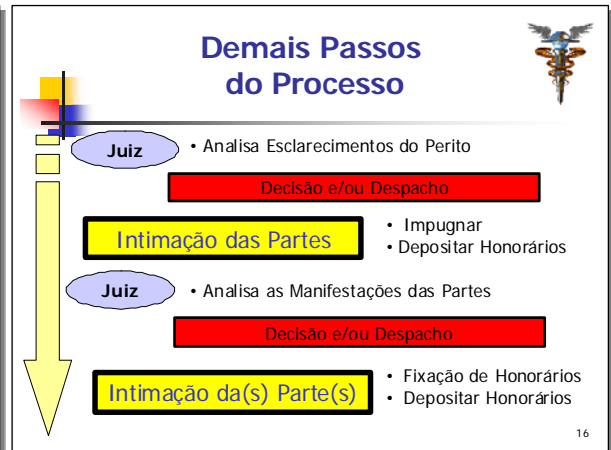 Demais Passos
do Processo
Juiz
• Analisa Esclarecimentos do Perito
Decisão e/ou Despacho
Intimação das Partes
• Impugnar
• Depositar Honorários
Juiz
• Analisa as Manifestações das Partes
Decisão e/ou Despacho
Intimação da(s) Parte(s)
• Fixação de Honorários
• Depositar Honorários
16